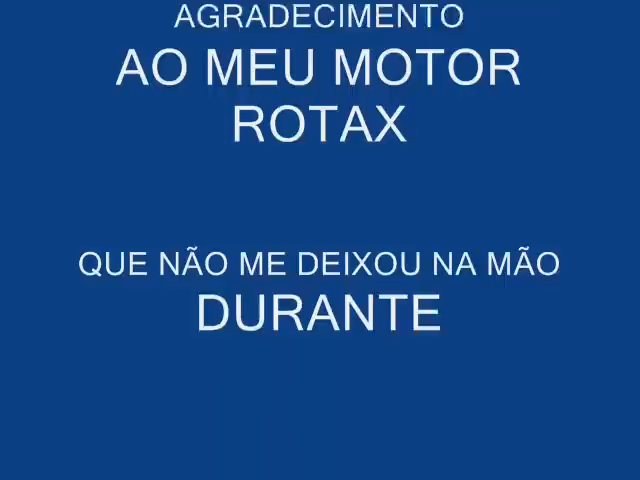 AGRADECIMENTO
AO MEU MOTOR
ROTAX
QUE NÃO ME DEIXOU NA MÃO
DURANTE